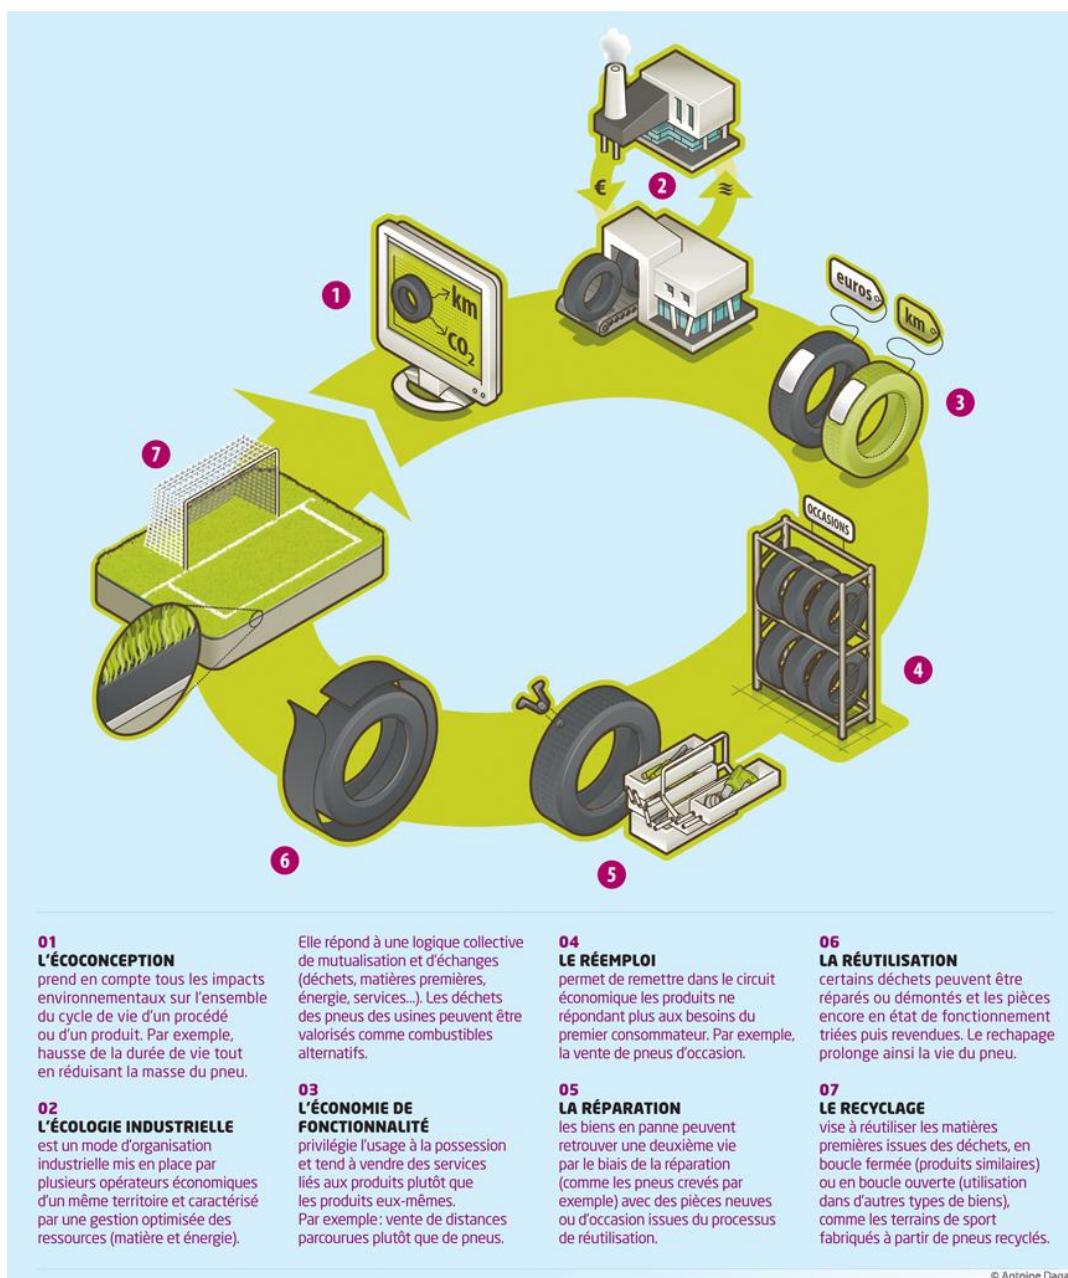 €
2
≋
1
km
CO₂
euros
km
3
7
OCCASIONS
4
6
5
01
L'ÉCOCONCEPTION
prend en compte tous les impacts
environnementaux sur l'ensemble
du cycle de vie d'un procédé
ou d'un produit. Par exemple,
hausse de la durée de vie tout
en réduisant la masse du pneu.
02
L'ÉCOLOGIE INDUSTRIELLE
est un mode d'organisation
industrielle mis en place par
plusieurs opérateurs économiques
d'un même territoire et caractérisé
par une gestion optimisée des
ressources (matière et énergie).
Elle répond à une logique collective
de mutualisation et d'échanges
(déchets, matières premières,
énergie, services...). Les déchets
des pneus des usines peuvent être
valorisés comme combustibles
alternatifs.
03
L'ÉCONOMIE DE
FONCTIONNALITÉ
privilégie l'usage à la possession
et tend à vendre des services
liés aux produits plutôt que
les produits eux-mêmes.
Par exemple : vente de distances
parcourues plutôt que de pneus.
04
LE RÉEMPLOI
permet de remettre dans le circuit
économique les produits ne
répondant plus aux besoins du
premier consommateur. Par exemple,
la vente de pneus d'occasion.
05
LA RÉPARATION
les biens en panne peuvent
retrouver une deuxième vie
par le biais de la réparation
(comme les pneus crevés par
exemple) avec des pièces neuves
ou d'occasion issues du processus
de réutilisation.
06
LA RÉUTILISATION
certains déchets peuvent être
réparés ou démontés et les pièces
encore en état de fonctionnement
triées puis revendues. Le rechapage
prolonge ainsi la vie du pneu.
07
LE RECYCLAGE
vise à réutiliser les matières
premières issues des déchets, en
boucle fermée (produits similaires)
ou en boucle ouverte (utilisation
dans d'autres types de biens),
comme les terrains de sport
fabriqués à partir de pneus recyclés.
© Antoine Daga